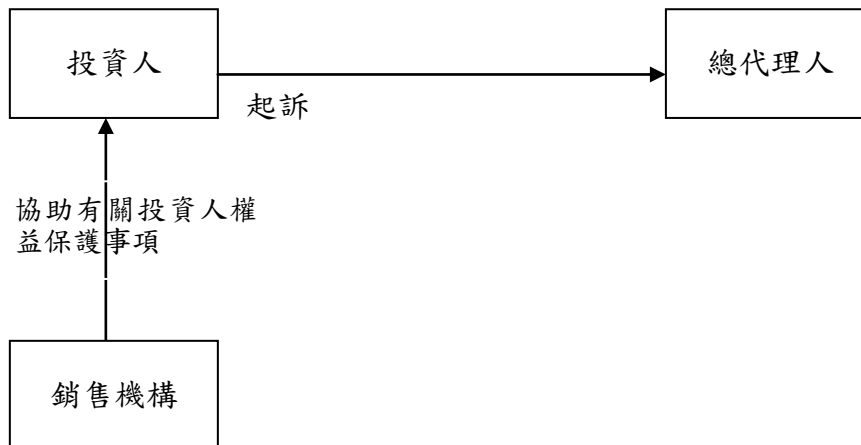 投資人
總代理人
起訴
協助有關投資人權
益保護事項
銷售機構